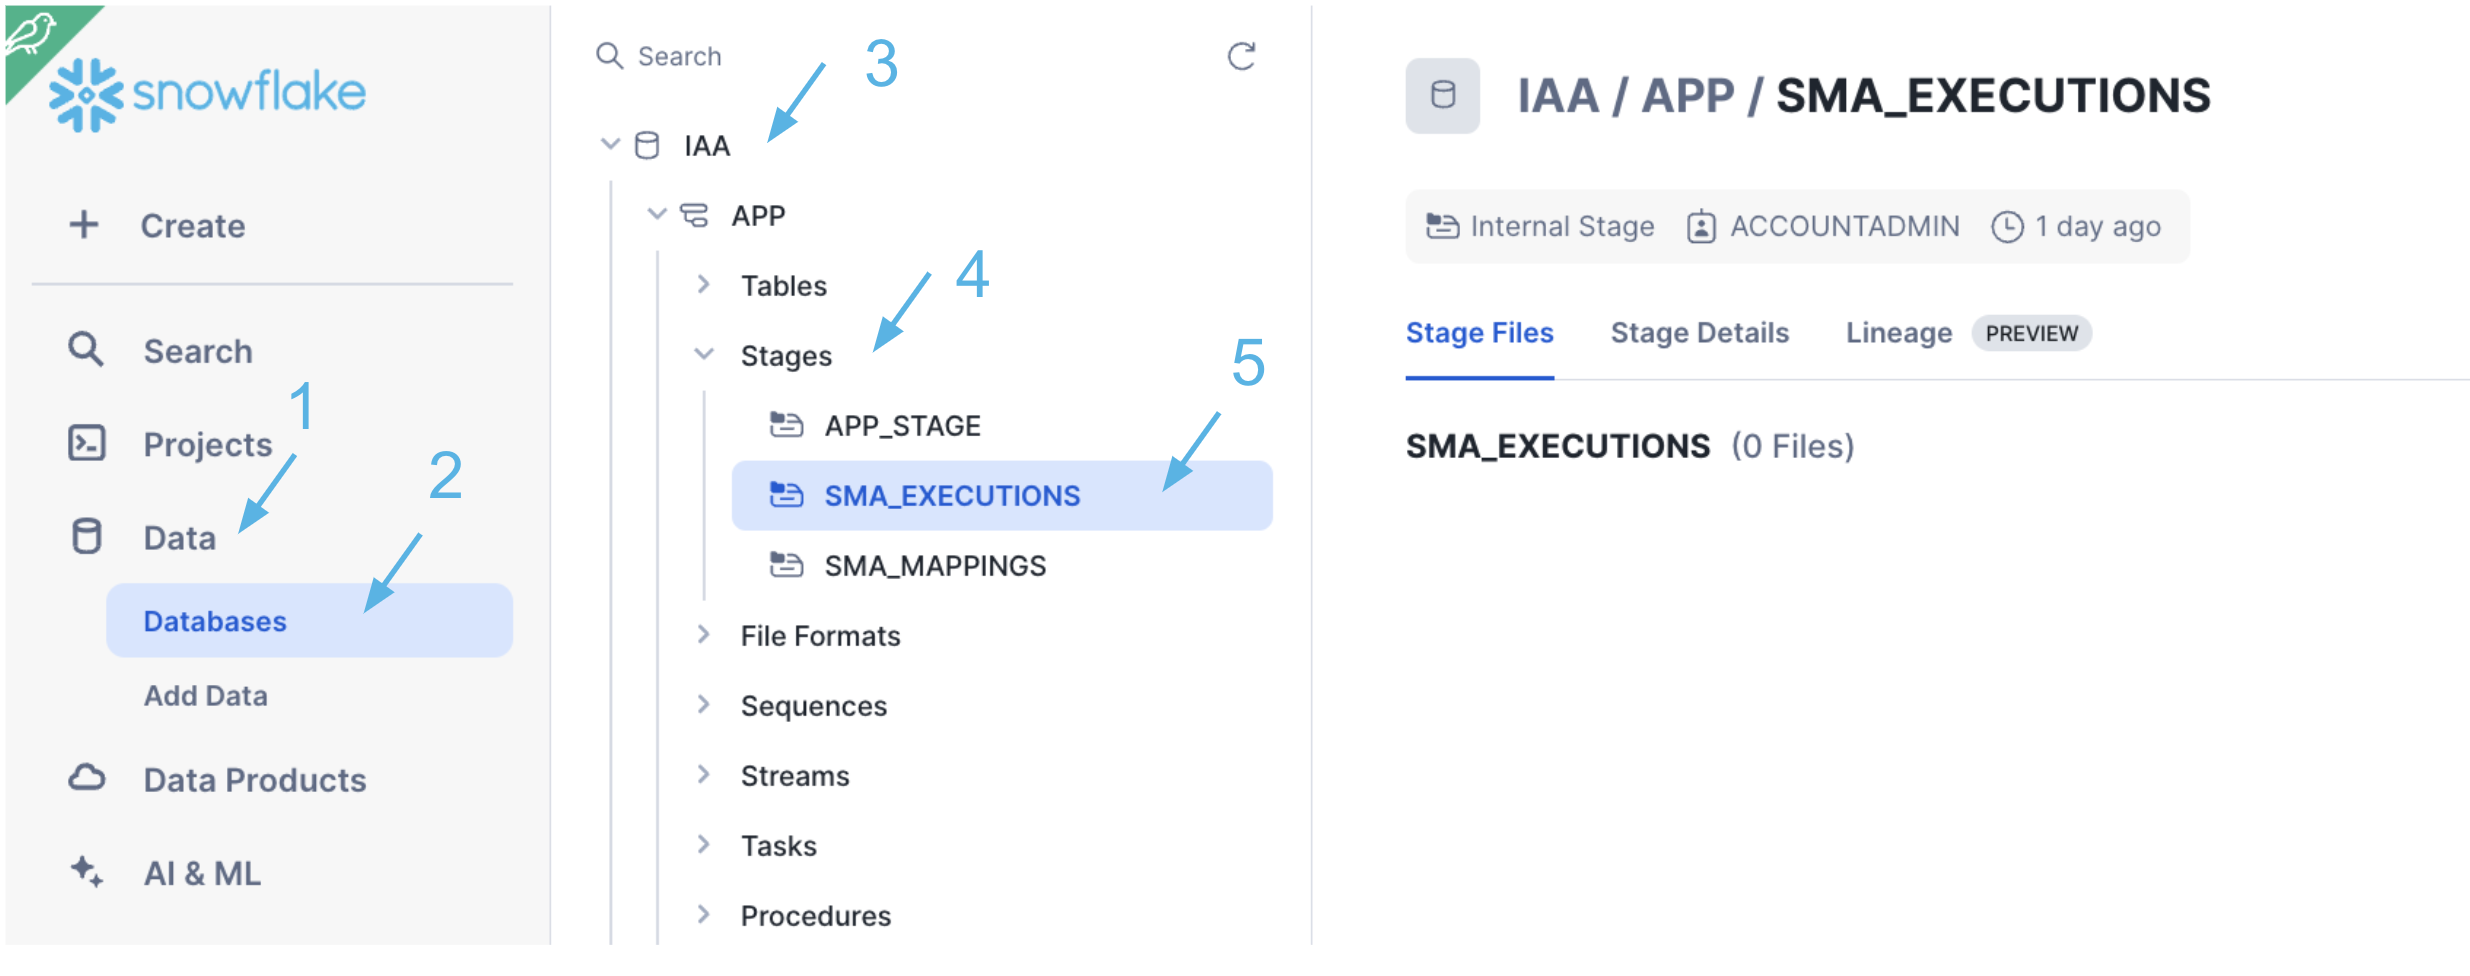 snowflake
Create
Search
1
Projects
2
Data
Databases
Add Data
Data Products
AI & ML
Search
3
IAA
APP
Tables
4
Stages
5
APP_STAGE
SMA_EXECUTIONS
SMA_MAPPINGS
File Formats
Sequences
Streams
Tasks
Procedures
IAA / APP / SMA_EXECUTIONS
Internal Stage ACCOUNTADMIN 1 day ago
Stage Files Stage Details Lineage PREVIEW
SMA_EXECUTIONS (0 Files)